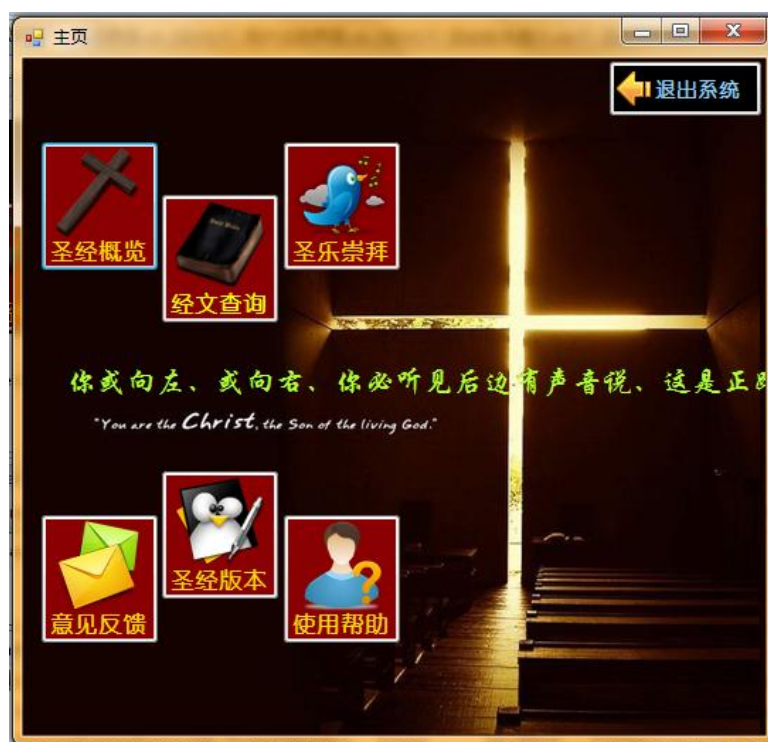 主页
退出系统
圣经概览
经文查询
圣乐崇拜
你或向左、或向右、你必听见后边有声音说、这是正
"You are the Christ, the Son of the living God."
意见反馈
圣经版本
使用帮助